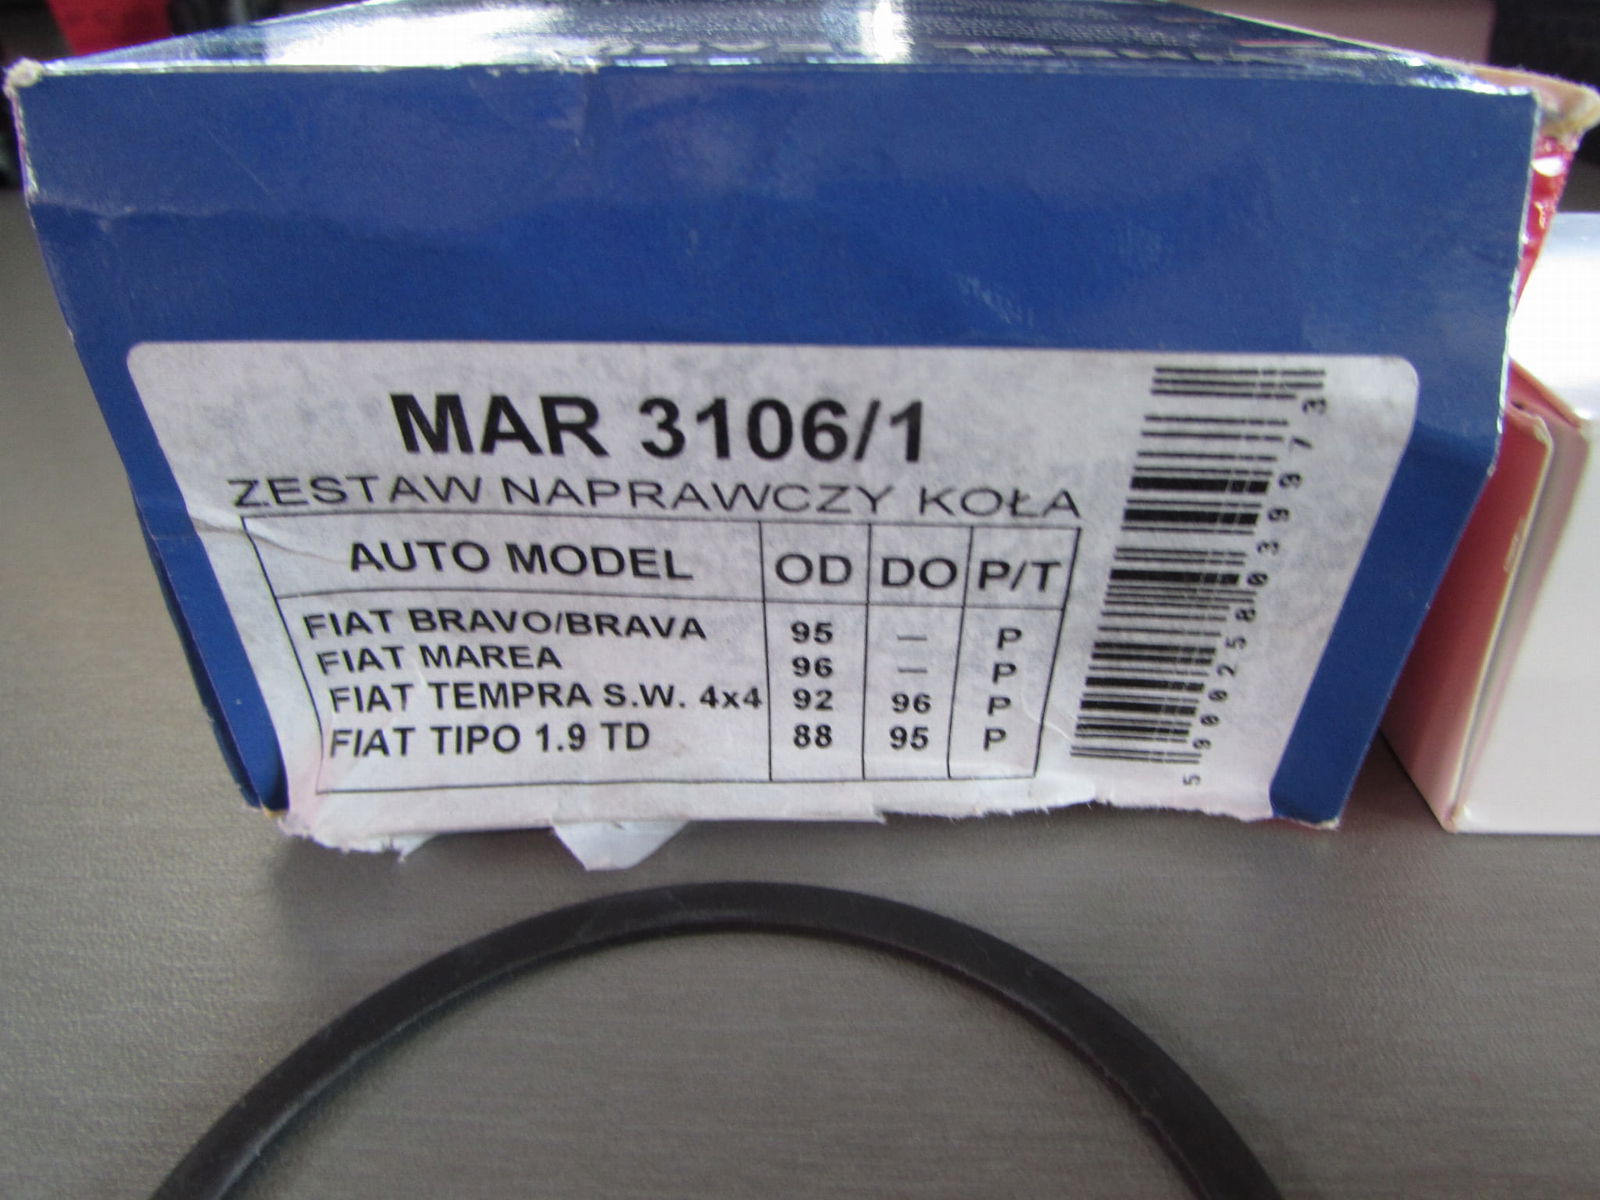 MAR 3106/1
ZESTAW NAPRAWCZY KOŁA
AUTO MODEL OD DO P/T
FIAT BRAVO/BRAVA 95 — P
FIAT MAREA 96 — P
FIAT TEMPRA S.W. 4x4 92 96 P
FIAT TIPO 1.9 TD 88 95 P
5900258039973